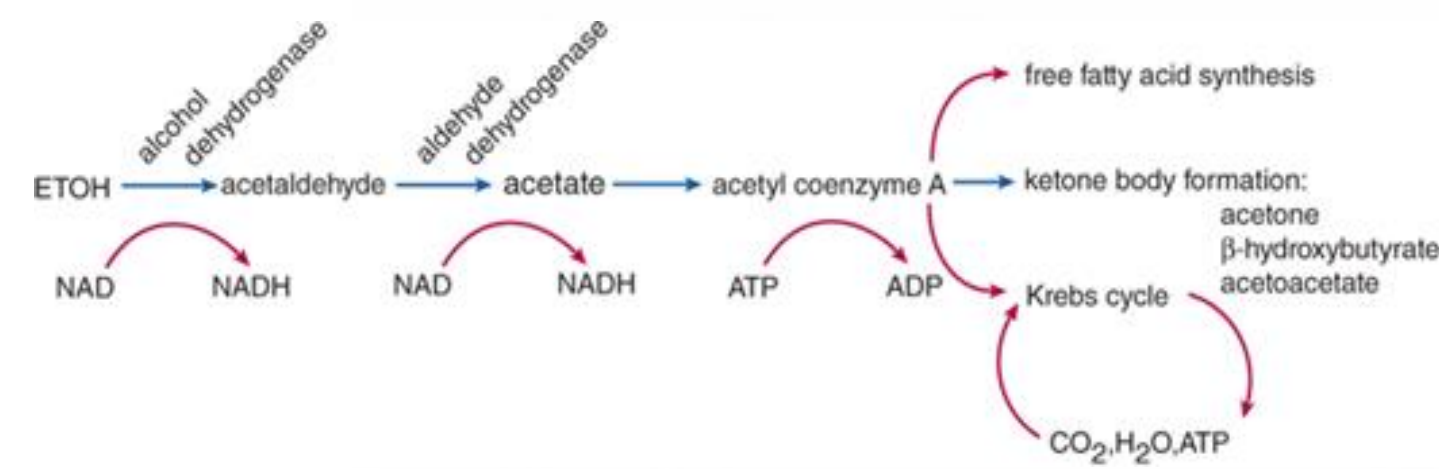 alcohol
dehydrogenase
aldehyde
dehydrogenase
free fatty acid synthesis
ETOH
acetaldehyde
acetate
acetyl coenzyme A
ketone body formation:
acetone
β-hydroxybutyrate
acetoacetate
NAD
NADH
NAD
NADH
ATP
ADP
Krebs cycle
CO₂,H₂O,ATP